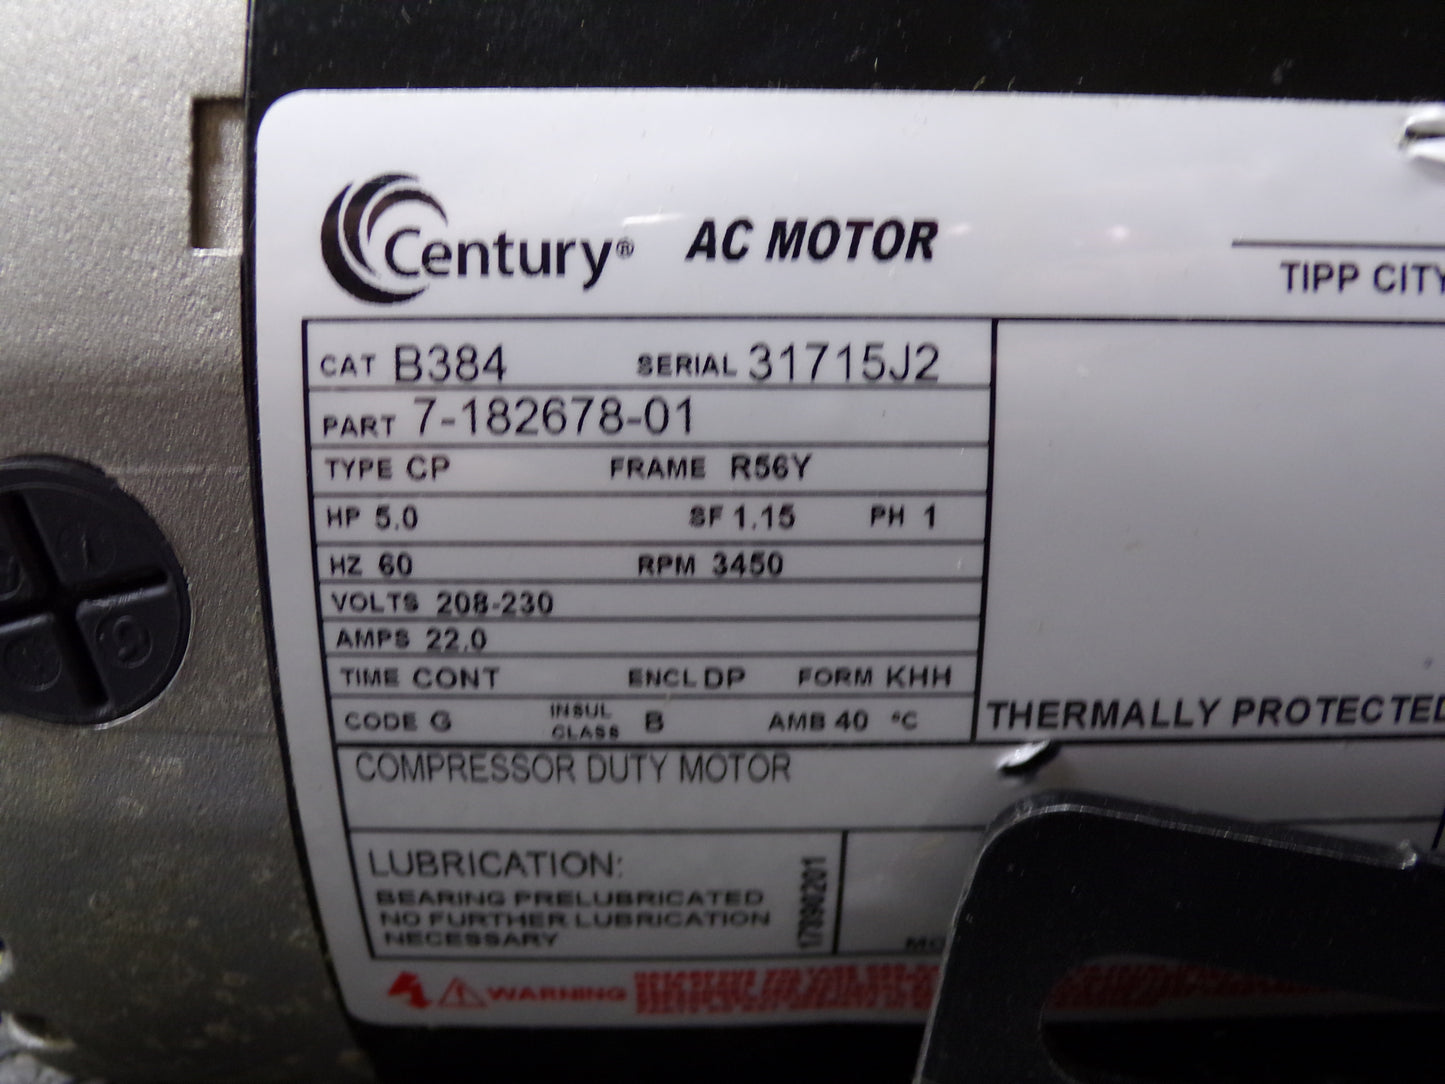 Century® AC MOTOR
TIPP CITY
CAT B384 SERIAL 31715J2
PART 7-182678-01
TYPE CP FRAME R56Y
HP 5.0 SF 1.15 PH 1
HZ 60 RPM 3450
VOLTS 208-230
AMPS 22.0
TIME CONT ENCL DP FORM KHH
CODE G INSUL CLASS B AMB 40 °C
THERMALLY PROTECTED
COMPRESSOR DUTY MOTOR
LUBRICATION:
BEARING PRELUBRICATED
NO FURTHER LUBRICATION
NECESSARY
178902201
WARNING